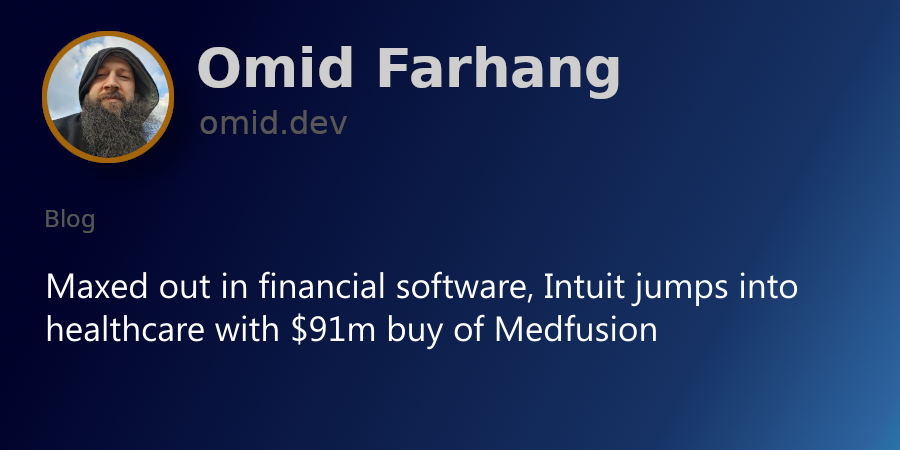 Omid Farhang
omid.dev
Blog
Maxed out in financial software, Intuit jumps into
healthcare with $91m buy of Medfusion